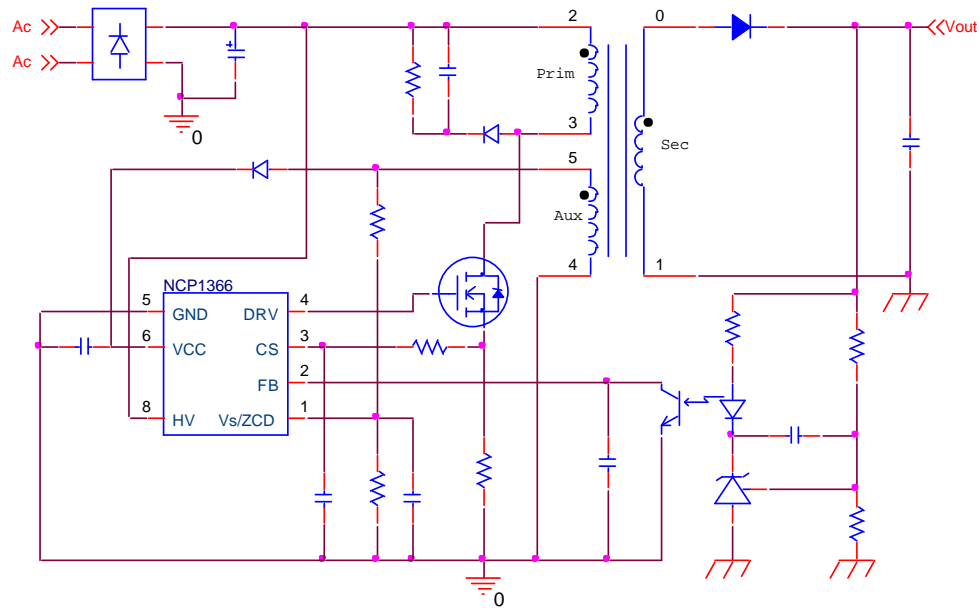 2 0
Ac Vout
Ac
Prim
3
0
Sec
5
Aux
4 1
NCP1366
5 GND DRV 4
6 VCC CS 3
FB 2
8 HV Vs/ZCD 1
0